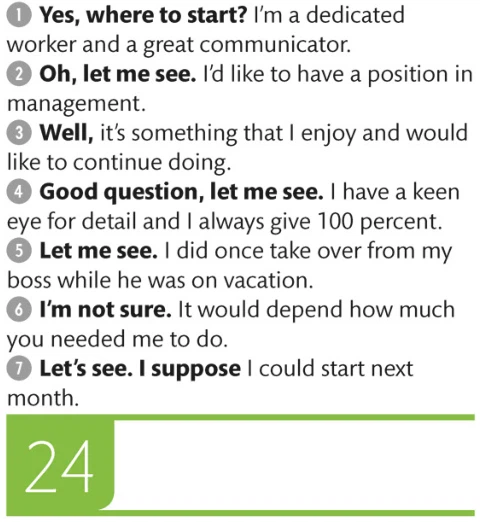 1 Yes, where to start? I'm a dedicated
worker and a great communicator.
2 Oh, let me see. I'd like to have a position in
management.
3 Well, it's something that I enjoy and would
like to continue doing.
4 Good question, let me see. I have a keen
eye for detail and I always give 100 percent.
5 Let me see. I did once take over from my
boss while he was on vacation.
6 I'm not sure. It would depend how much
you needed me to do.
7 Let's see. I suppose I could start next
month.
24